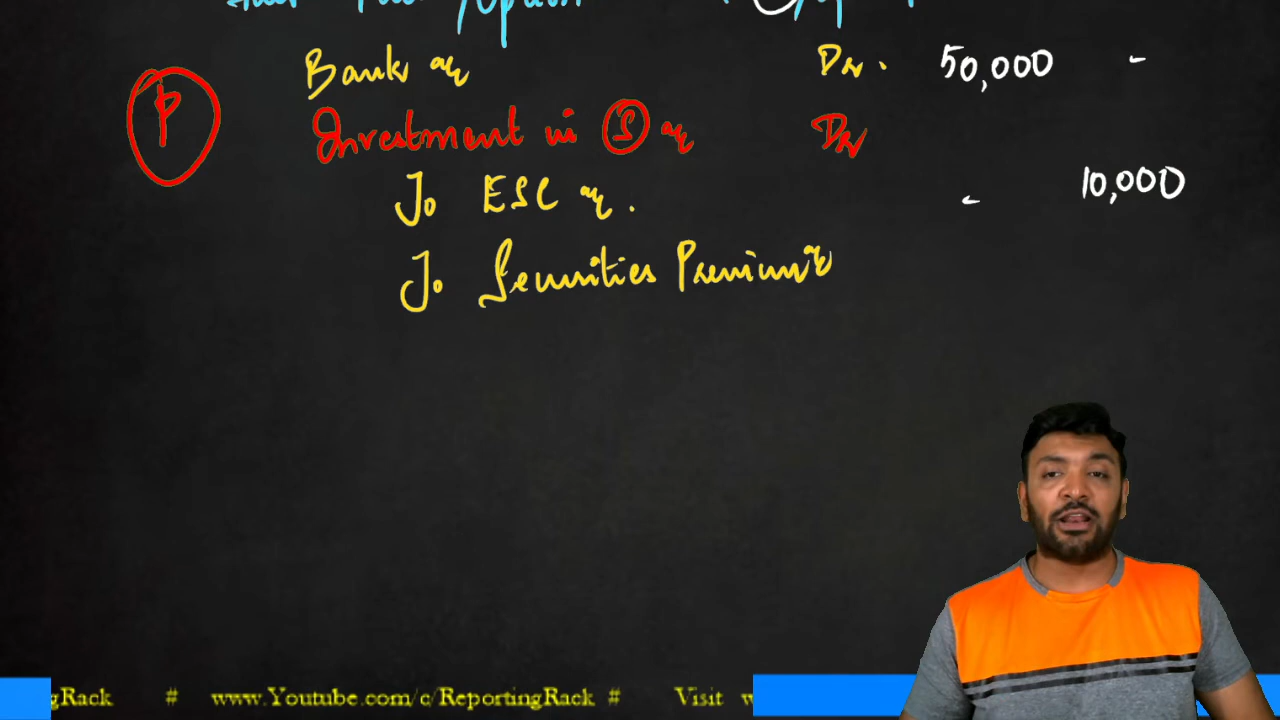 Bank a/c Dr. 50,000 -
P Investment in S a/c Dr
To ESC a/c. - 10,000
To Securities Premium a/c
gRack # www.Youtube.com/c/ReportingRack # Visit w